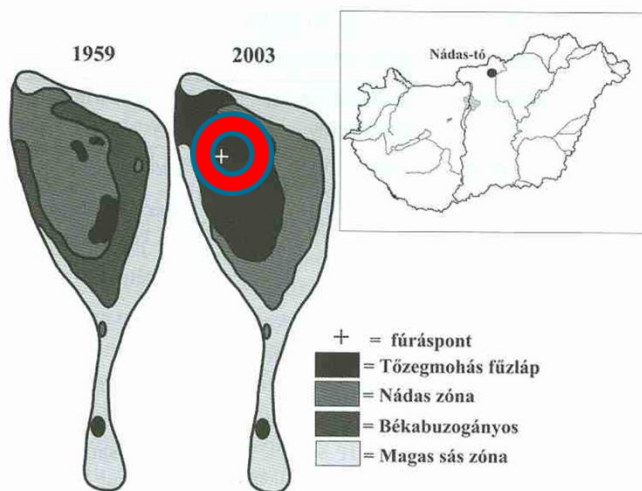 1959
2003
Nádas-tó
+ = fúráspont
= Tőzegmohás fűzláp
= Nádas zóna
= Békabuzogányos
= Magas sás zóna